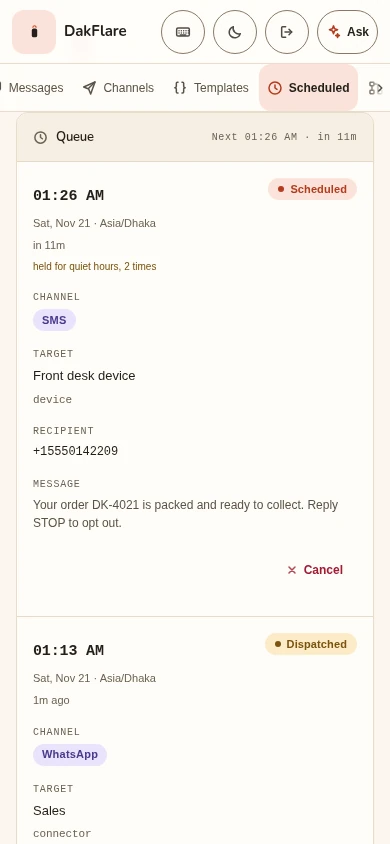 DakFlare
Ask
Messages
Channels
Templates
Scheduled
Queue
Next 01:26 AM · in 11m
01:26 AM
Scheduled
Sat, Nov 21 · Asia/Dhaka
in 11m
held for quiet hours, 2 times
CHANNEL
SMS
TARGET
Front desk device
device
RECIPIENT
+15550142209
MESSAGE
Your order DK-4021 is packed and ready to collect. Reply
STOP to opt out.
Cancel
01:13 AM
Dispatched
Sat, Nov 21 · Asia/Dhaka
1m ago
CHANNEL
WhatsApp
TARGET
Sales
connector